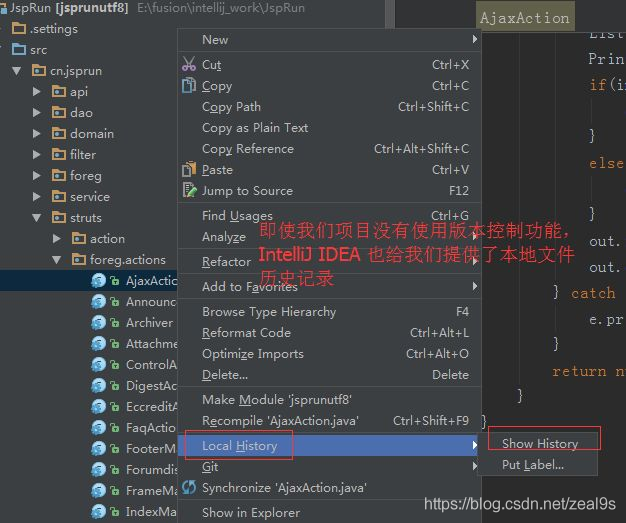 JspRun [jsprunutf8] E:\fusion\intellij_work\JspRun
.settings
src
cn.jsprun
api
dao
domain
filter
foreg
service
struts
action
foreg.actions
AjaxActio
Announc
Archiver
Attachme
ControlA
DigestAc
EccreditA
FaqActio
FooterMa
Forumdis
FrameMa
IndexMa
New
Cut Ctrl+X
Copy Ctrl+C
Copy Path Ctrl+Shift+C
Copy as Plain Text
Copy Reference Ctrl+Alt+Shift+C
Paste Ctrl+V
Jump to Source F12
Find Usages Ctrl+G
Analyze
Refactor
Add to Favorites
Browse Type Hierarchy F4
Reformat Code Ctrl+Alt+L
Optimize Imports Ctrl+Alt+O
Delete... Delete
Make Module 'jsprunutf8'
Recompile 'AjaxAction.java' Ctrl+Shift+F9
Local History
Git
Synchronize 'AjaxAction.java'
Show in Explorer
Show History
Put Label...
即使我们项目没有使用版本控制功能，
IntelliJ IDEA 也给我们提供了本地文件
历史记录
AjaxAction
List
Prin
if(i
}
else
}
out.
out.
} catch
e.pr
}
return n
}
}
https://blog.csdn.net/zeal9s